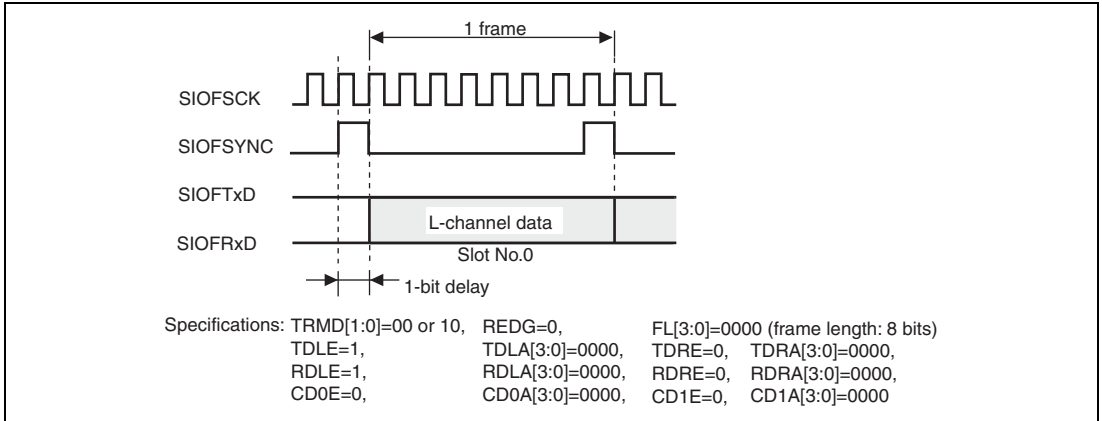 1 frame
SIOFSCK
SIOFSYNC
SIOFTxD
L-channel data
SIOFRxD
Slot No.0
1-bit delay
Specifications: TRMD[1:0]=00 or 10, REDG=0, FL[3:0]=0000 (frame length: 8 bits)
TDLE=1, TDLA[3:0]=0000, TDRE=0, TDRA[3:0]=0000,
RDLE=1, RDLA[3:0]=0000, RDRE=0, RDRA[3:0]=0000,
CD0E=0, CD0A[3:0]=0000, CD1E=0, CD1A[3:0]=0000